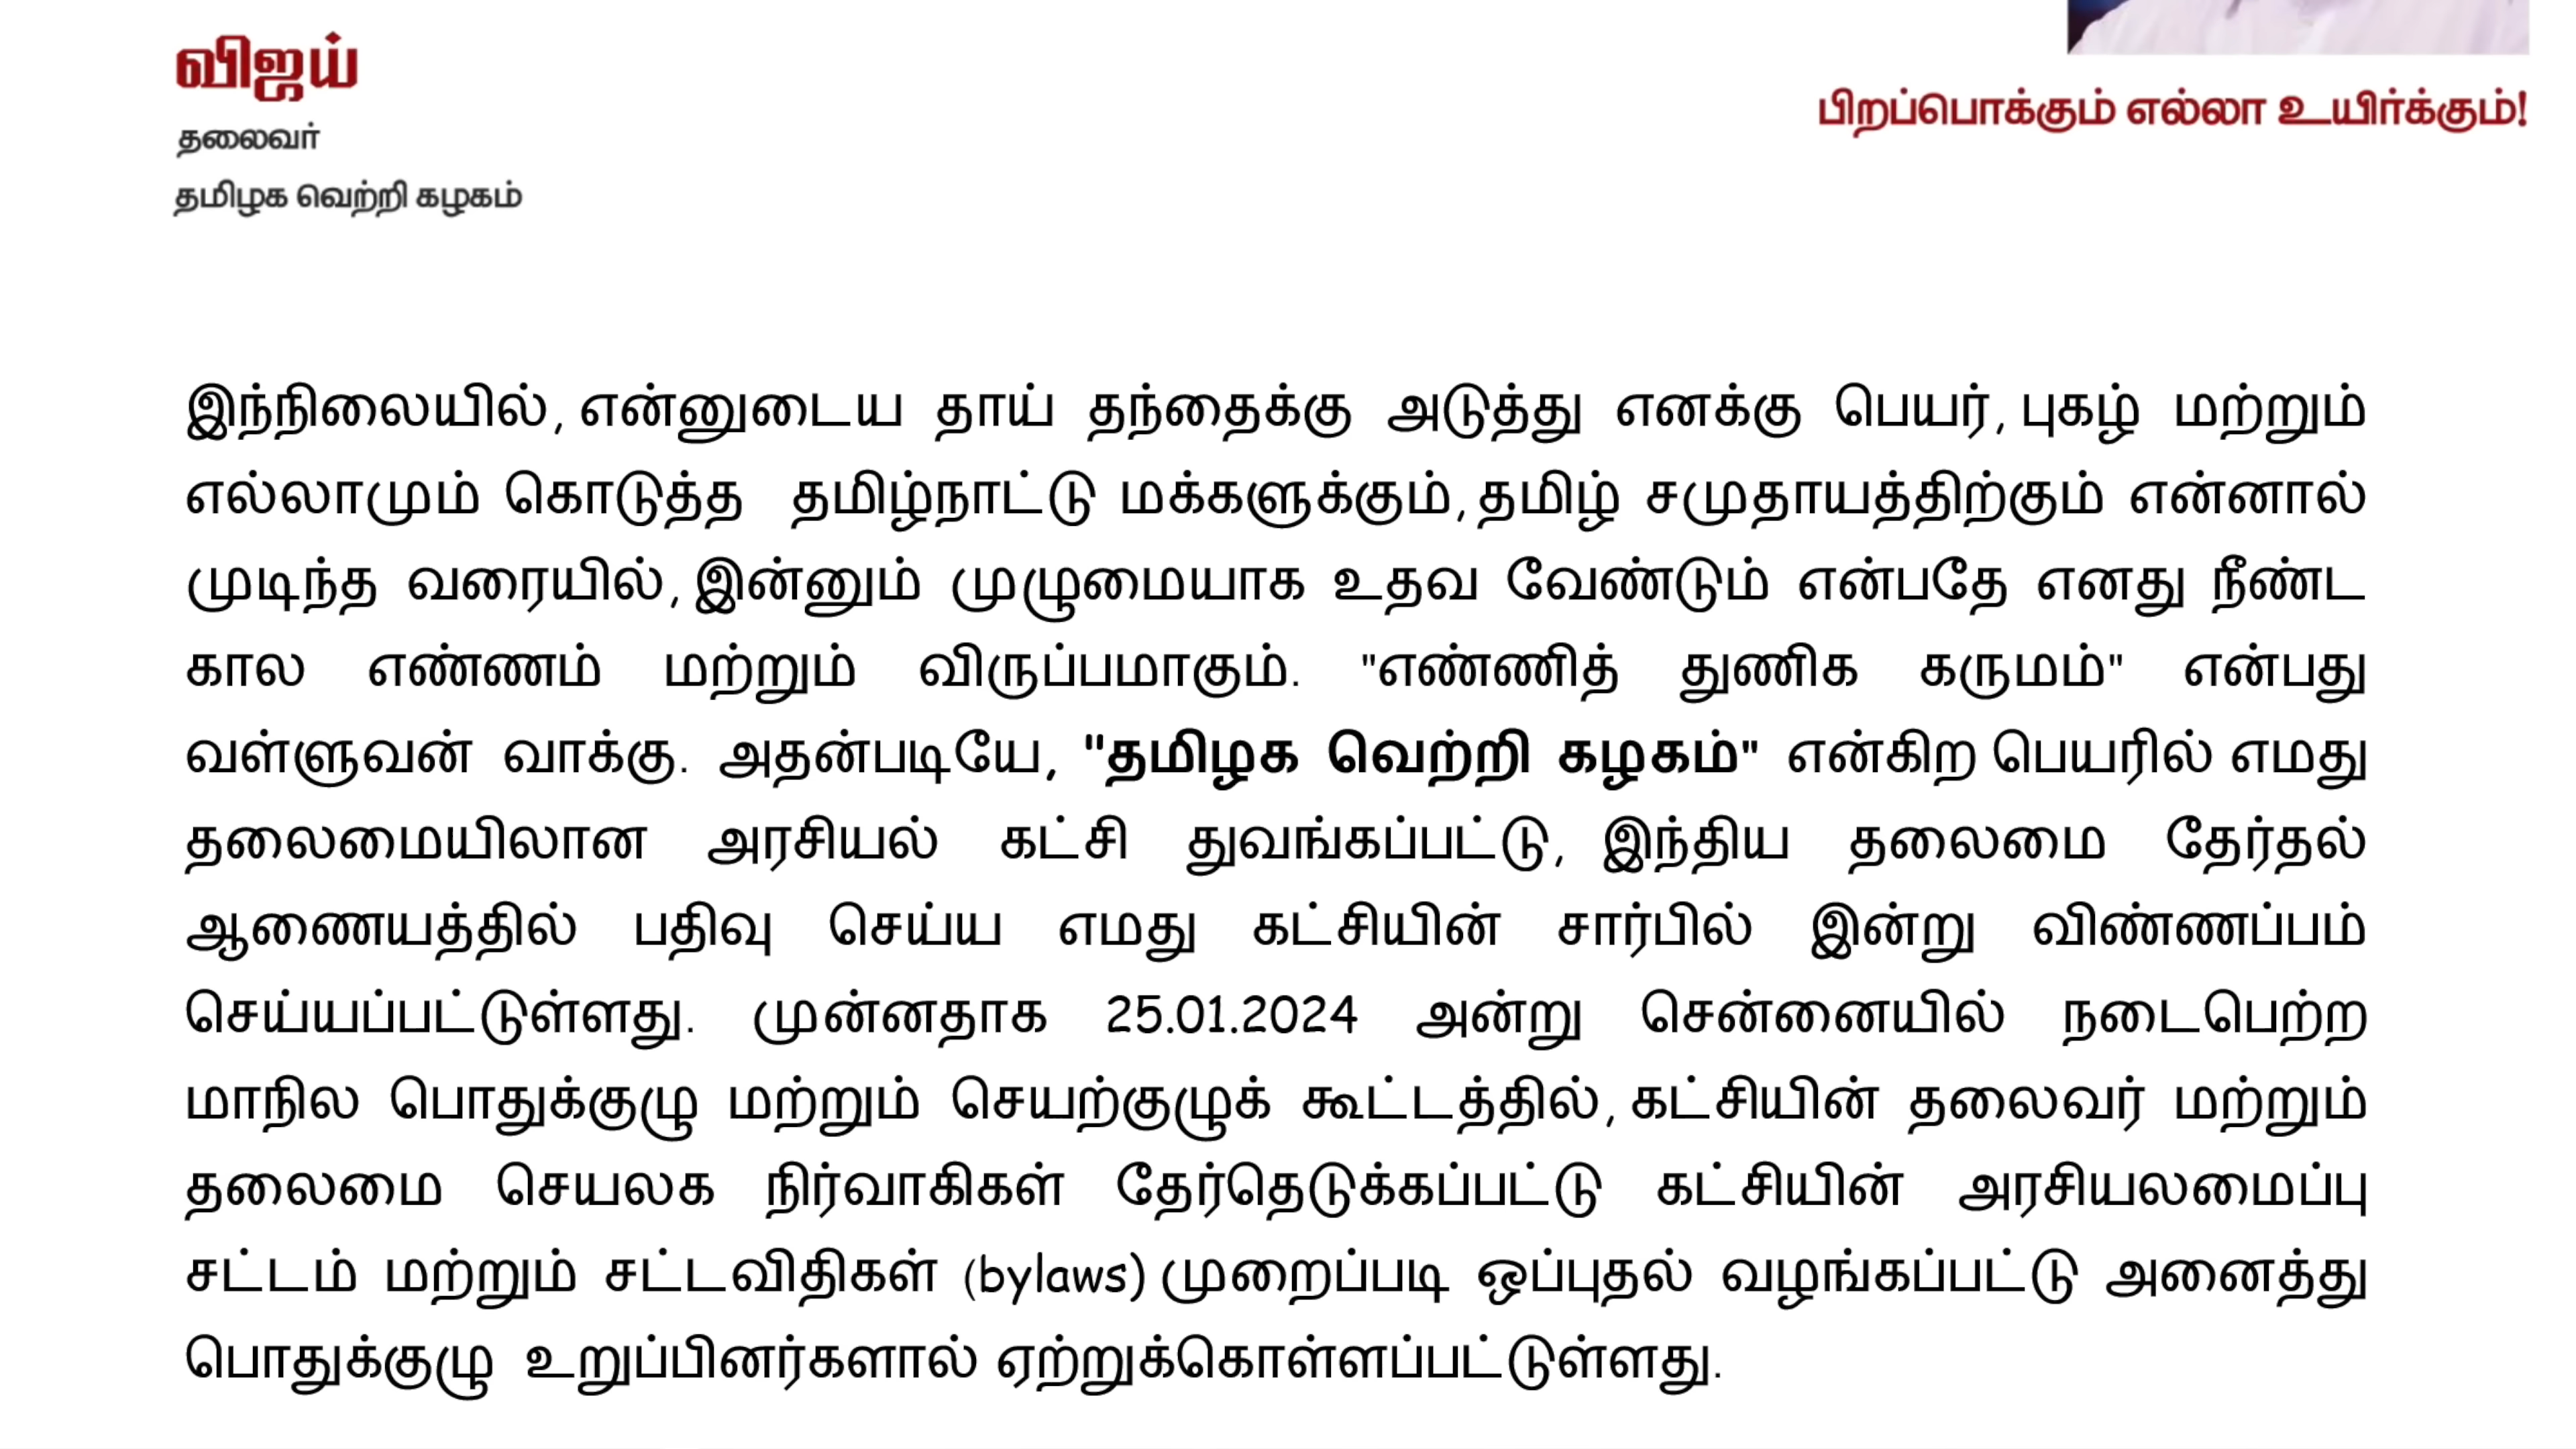 விஜய்
தலைவர்
தமிழக வெற்றி கழகம்
பிறப்பொக்கும் எல்லா உயிர்க்கும்!
இந்நிலையில், என்னுடைய தாய் தந்தைக்கு அடுத்து எனக்கு பெயர், புகழ் மற்றும்
எல்லாமும் கொடுத்த தமிழ்நாட்டு மக்களுக்கும், தமிழ் சமுதாயத்திற்கும் என்னால்
முடிந்த வரையில், இன்னும் முழுமையாக உதவ வேண்டும் என்பதே எனது நீண்ட
கால எண்ணம் மற்றும் விருப்பமாகும். "எண்ணித் துணிக கருமம்" என்பது
வள்ளுவன் வாக்கு. அதன்படியே, "தமிழக வெற்றி கழகம்" என்கிற பெயரில் எமது
தலைமையிலான அரசியல் கட்சி துவங்கப்பட்டு, இந்திய தலைமை தேர்தல்
ஆணையத்தில் பதிவு செய்ய எமது கட்சியின் சார்பில் இன்று விண்ணப்பம்
செய்யப்பட்டுள்ளது. முன்னதாக 25.01.2024 அன்று சென்னையில் நடைபெற்ற
மாநில பொதுக்குழு மற்றும் செயற்குழுக் கூட்டத்தில், கட்சியின் தலைவர் மற்றும்
தலைமை செயலக நிர்வாகிகள் தேர்தெடுக்கப்பட்டு கட்சியின் அரசியலமைப்பு
சட்டம் மற்றும் சட்டவிதிகள் (bylaws) முறைப்படி ஒப்புதல் வழங்கப்பட்டு அனைத்து
பொதுக்குழு உறுப்பினர்களால் ஏற்றுக்கொள்ளப்பட்டுள்ளது.